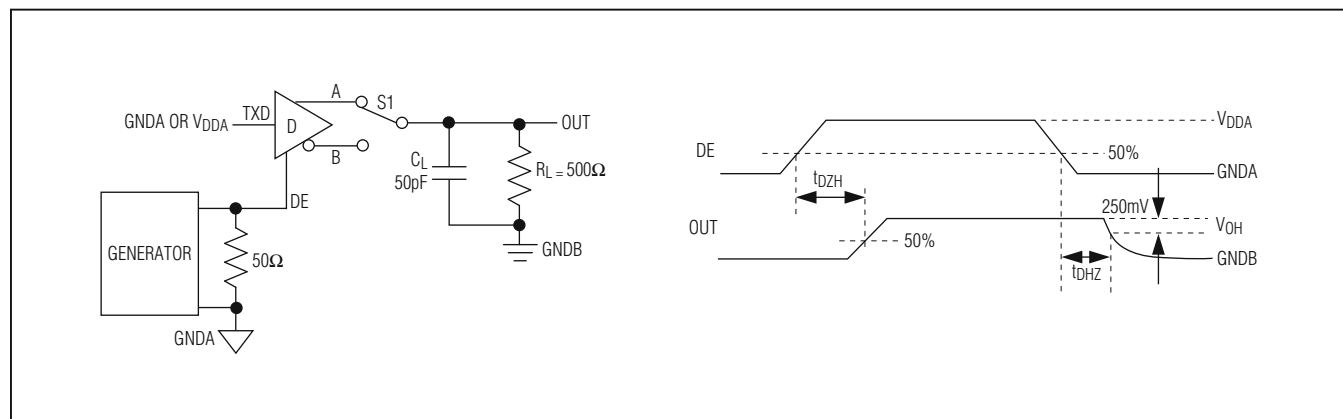 A
S1
TXD
GNDA OR VDDA
D
OUT
B
CL
50pF
RL = 500Ω
DE
GENERATOR
50Ω
GNDB
GNDA
VDDA
DE
50%
GNDA
tDZH
250mV
OUT
VOH
50%
GNDB
tDHZ